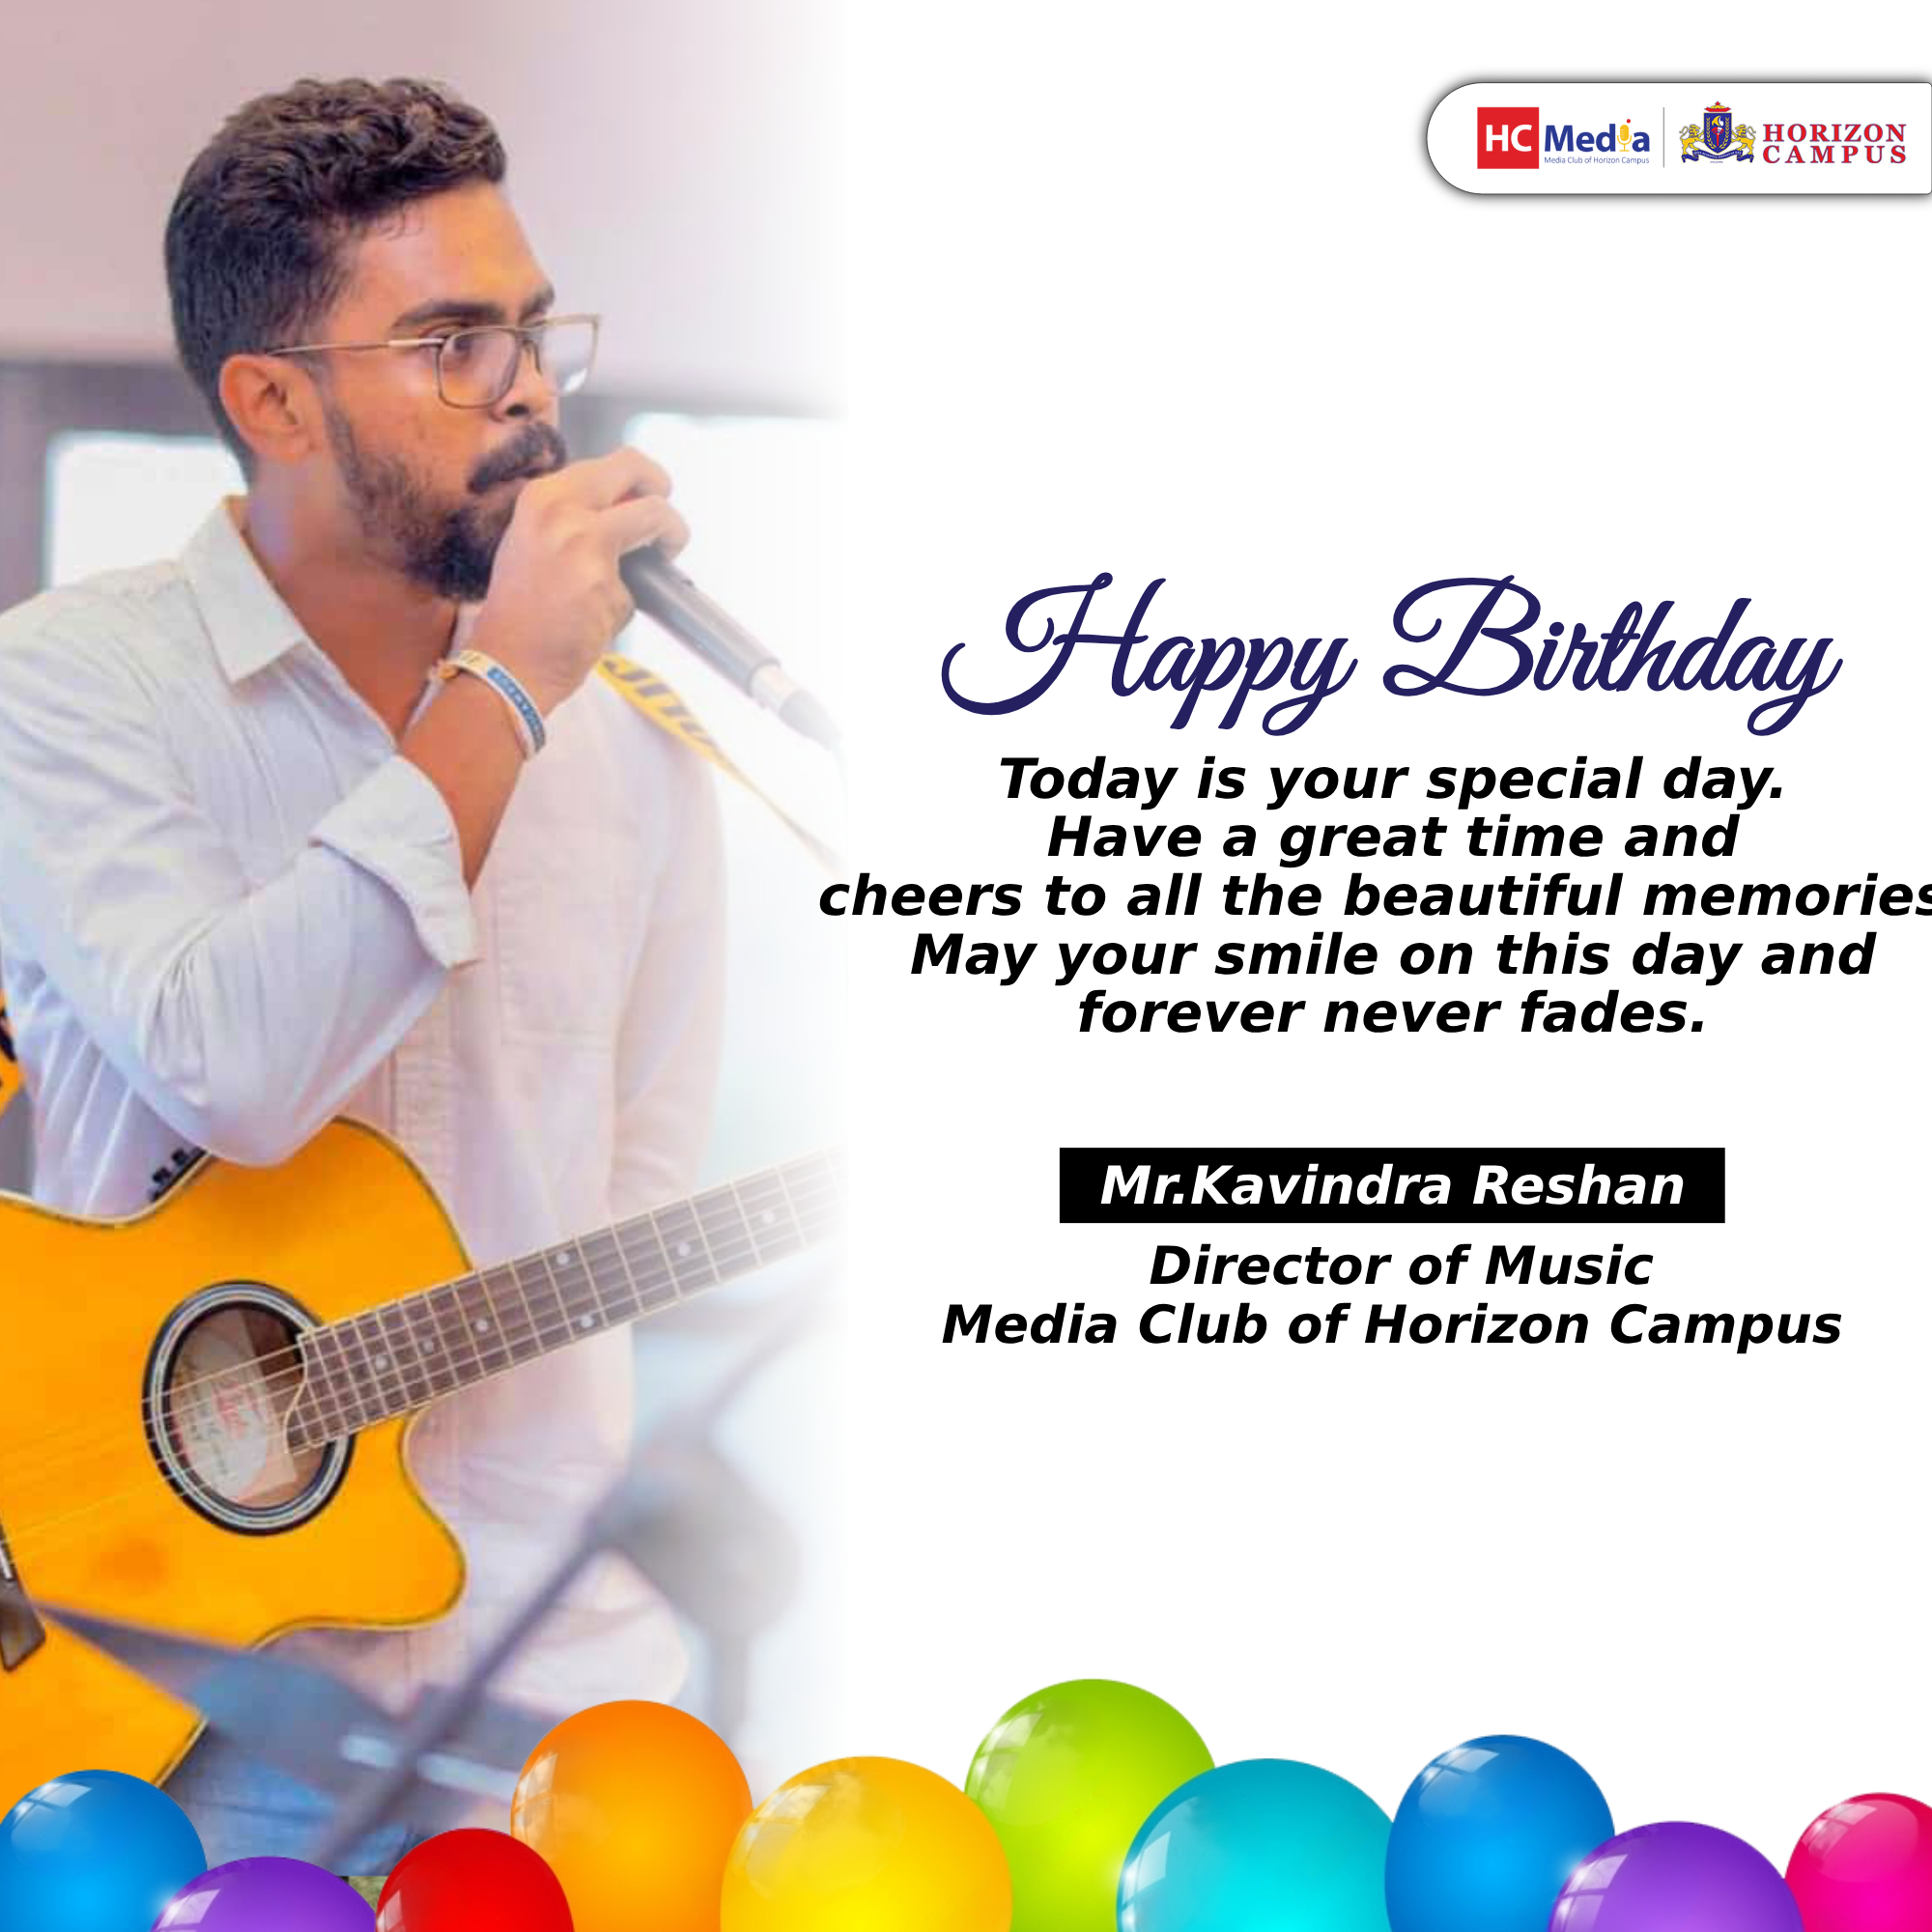 HC Media
Media Club of Horizon Campus
HORIZON
CAMPUS
Happy Birthday
Today is your special day.
Have a great time and
cheers to all the beautiful memories
May your smile on this day and
forever never fades.
Mr.Kavindra Reshan
Director of Music
Media Club of Horizon Campus